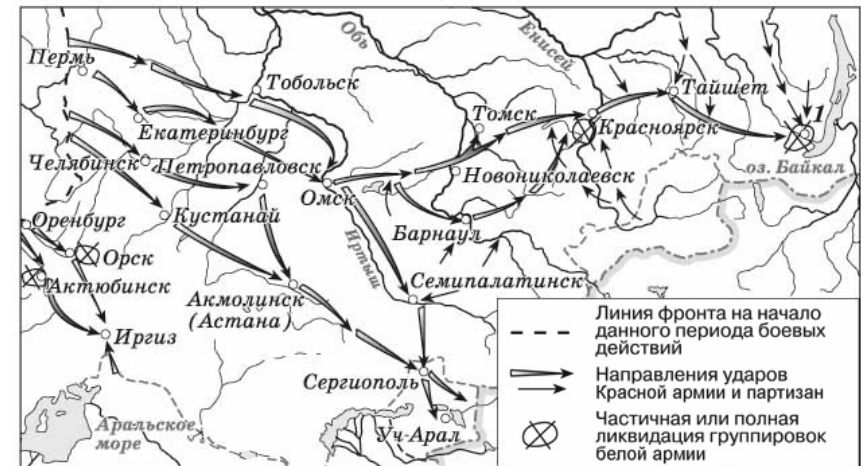 Пермь
Обь
Енисей
Тобольск
Томск
Тайшет
1
Екатеринбург
Красноярск
Челябинск
Петропавловск
Новониколаевск
оз. Байкал
Омск
Оренбург
Кустанай
Барнаул
Орск
Иртыш
Актюбинск
Акмолинск
(Астана)
Семипалатинск
Иргиз
Сергиополь
Аральское
море
Уч-Арал
Линия фронта на начало
данного периода боевых
действий
Направления ударов
Красной армии и партизан
Частичная или полная
ликвидация группировок
белой армии